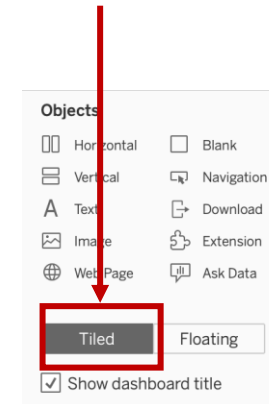 Objects
Horizontal Blank
Vertical Navigation
Text Download
Image Extension
Web Page Ask Data
Tiled Floating
Show dashboard title